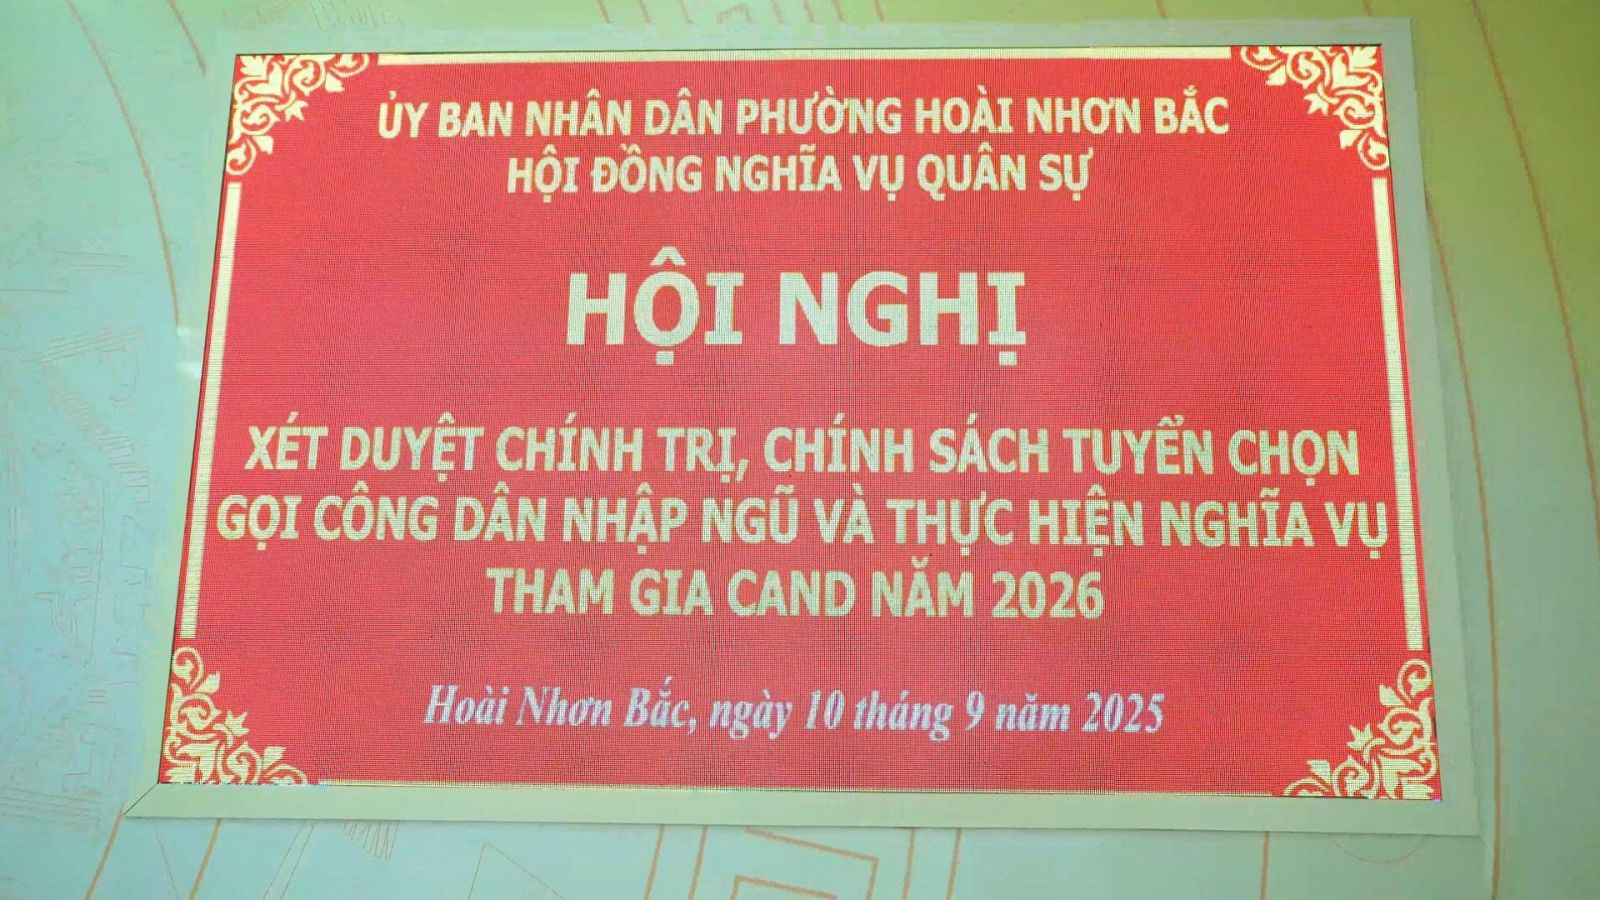 ỦY BAN NHÂN DÂN PHƯỜNG HOÀI NHƠN BẮC
HỘI ĐỒNG NGHĨA VỤ QUÂN SỰ
HỘI NGHỊ
XÉT DUYỆT CHÍNH TRỊ, CHÍNH SÁCH TUYỂN CHỌN
GỌI CÔNG DÂN NHẬP NGŨ VÀ THỰC HIỆN NGHĨA VỤ
THAM GIA CAND NĂM 2026
Hoài Nhơn Bắc, ngày 10 tháng 9 năm 2025